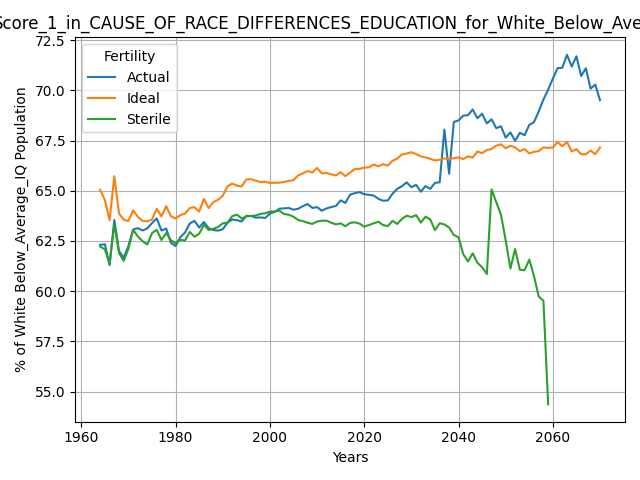 Score_1_in_CAUSE_OF_RACE_DIFFERENCES_EDUCATION_for_White_Below_Ave
72.5
70.0
67.5
65.0
62.5
60.0
57.5
55.0
% of White Below_Average_IQ Population
Fertility
Actual
Ideal
Sterile
1960
1980
2000
2020
2040
2060
Years